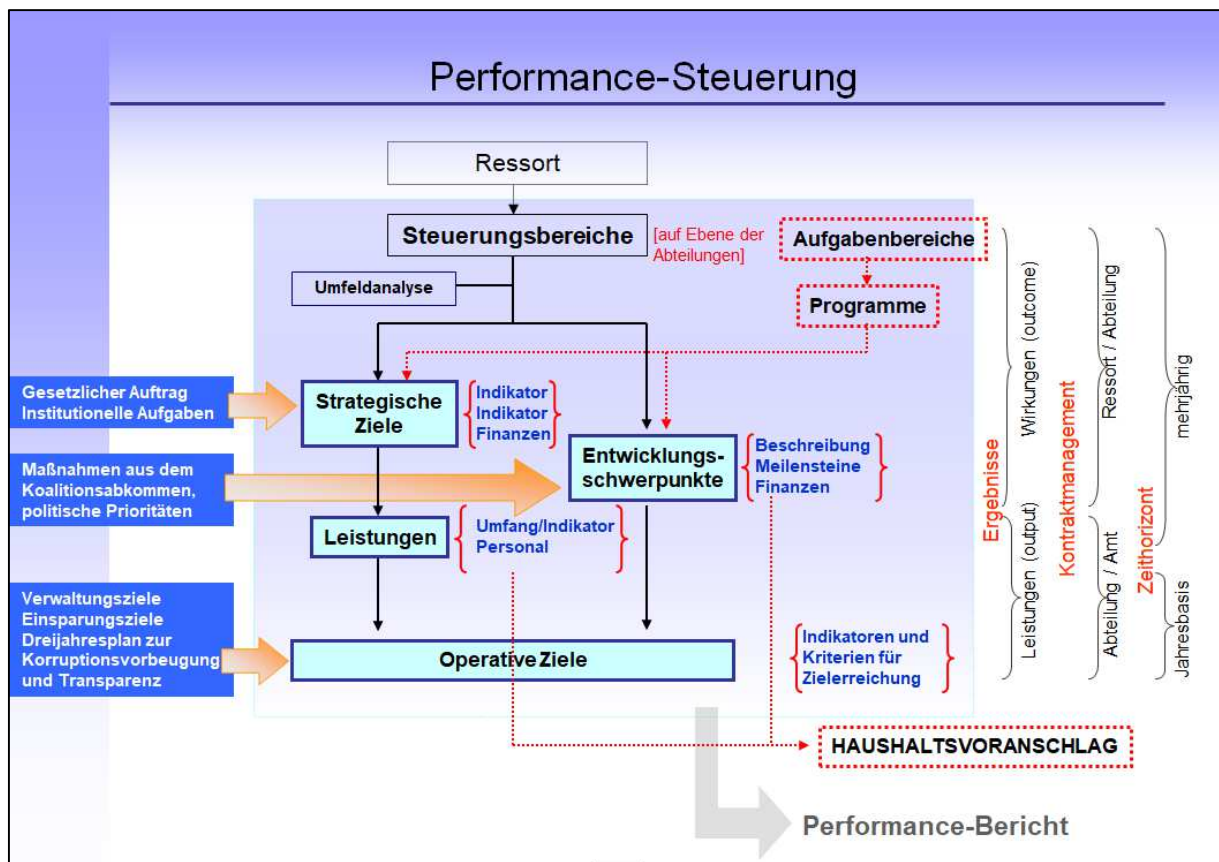 Performance-Steuerung
Ressort
Steuerungsbereiche
[auf Ebene der
Abteilungen]
Aufgabenbereiche
Umfeldanalyse
Programme
Gesetzlicher Auftrag
Institutionelle Aufgaben
Strategische
Ziele
Indikator
Indikator
Finanzen
Maßnahmen aus dem
Koalitionsabkommen,
politische Prioritäten
Entwicklungs-
schwerpunkte
Beschreibung
Meilensteine
Finanzen
Leistungen
Umfang/Indikator
Personal
Verwaltungsziele
Einsparungsziele
Dreijahresplan zur
Korruptionsvorbeugung
und Transparenz
Operative Ziele
Indikatoren und
Kriterien für
Zielerreichung
Ergebnisse
Wirkungen (outcome)
Leistungen (output)
Kontraktmanagement
Ressort / Abteilung
Abteilung / Amt
Zeithorizont
mehrjährig
Jahresbasis
HAUSHALTSVORANSCHLAG
Performance-Bericht